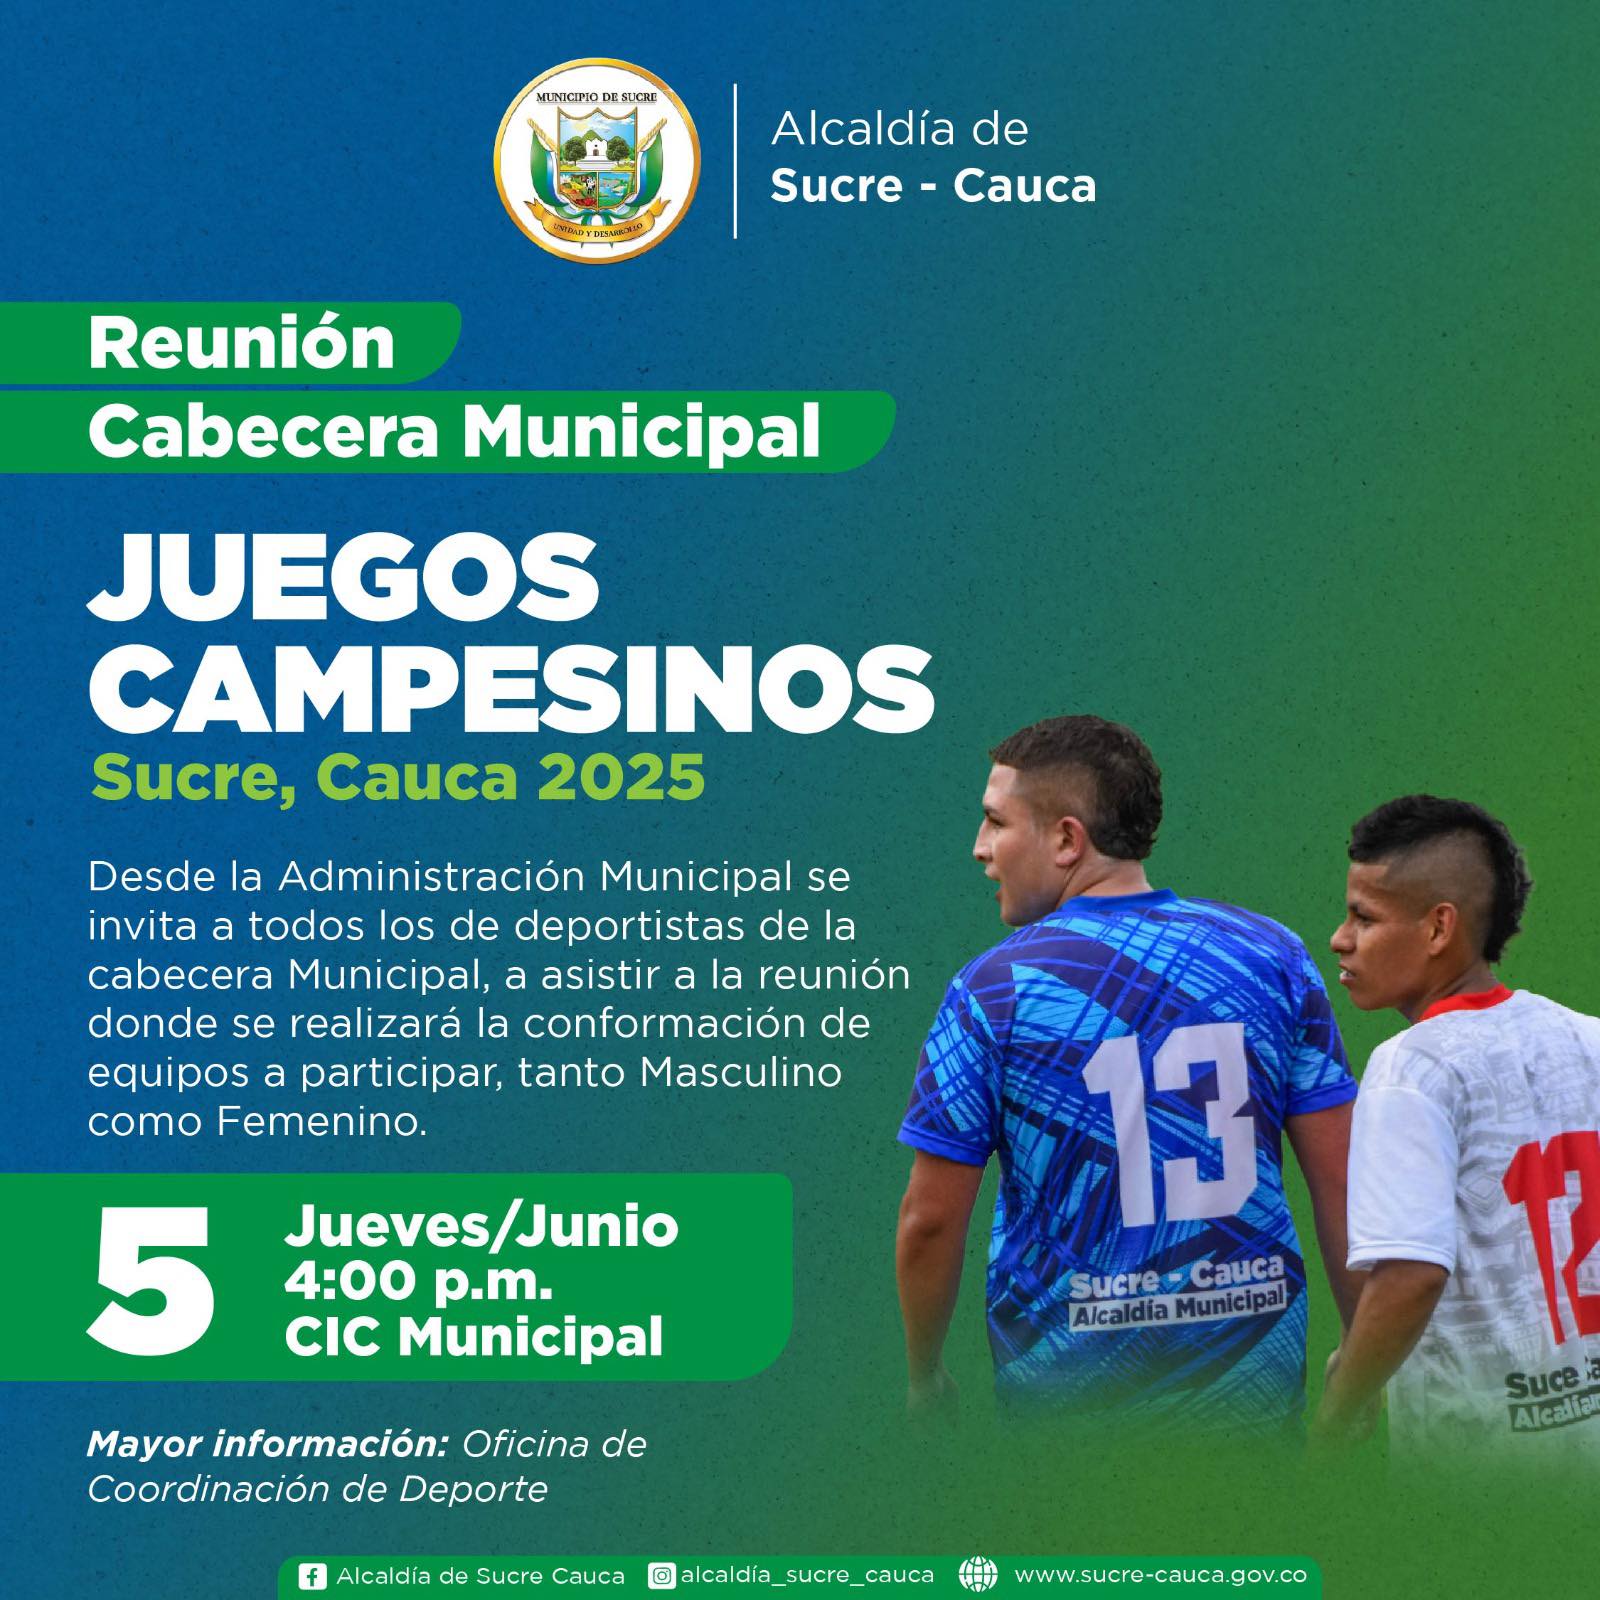 MUNICIPIO DE SUCRE
UNIDAD Y DESARROLLO
Alcaldía de
Sucre - Cauca
Reunión
Cabecera Municipal
JUEGOS
CAMPESINOS
Sucre, Cauca 2025
Desde la Administración Municipal se
invita a todos los de deportistas de la
cabecera Municipal, a asistir a la reunión
donde se realizará la conformación de
equipos a participar, tanto Masculino
como Femenino.
5
Jueves/Junio
4:00 p.m.
CIC Municipal
13
Sucre - Cauca
Alcaldía Municipal
12
Mayor información: Oficina de
Coordinación de Deporte
Alcaldía de Sucre Cauca
alcaldía_sucre_cauca
www.sucre-cauca.gov.co